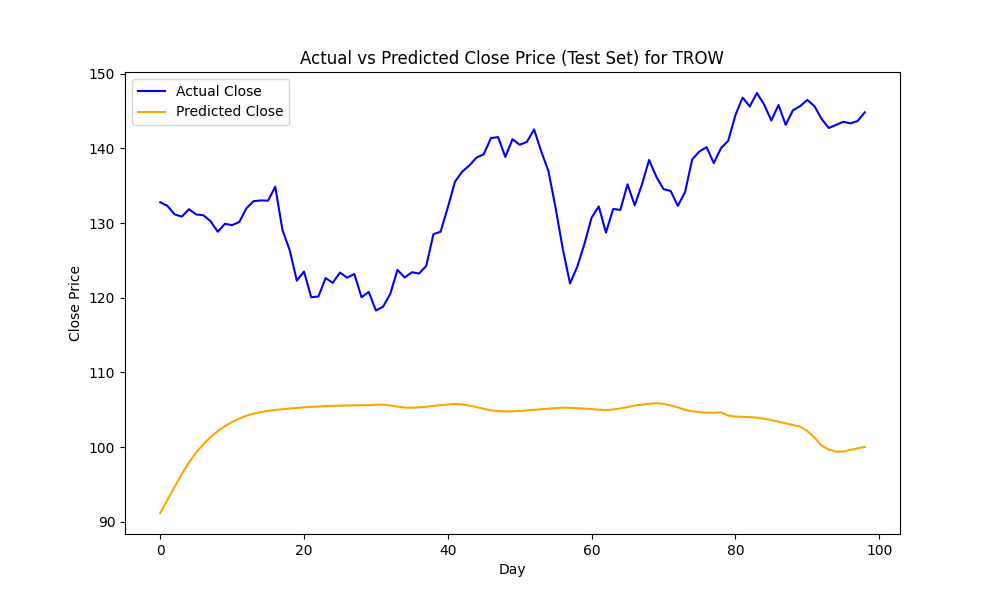 Actual vs Predicted Close Price (Test Set) for TROW
Actual Close
Predicted Close
Close Price
150
140
130
120
110
100
90
0 20 40 60 80 100
Day